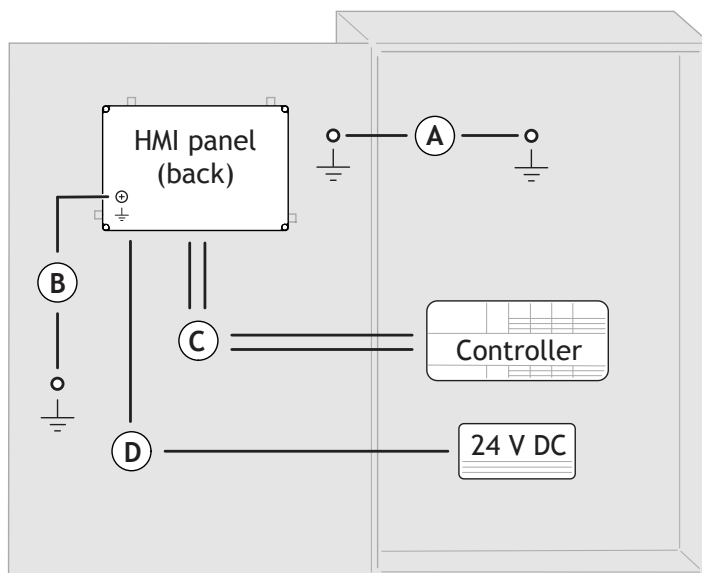 HMI panel
(back)
A
B
C
Controller
D
24 V DC